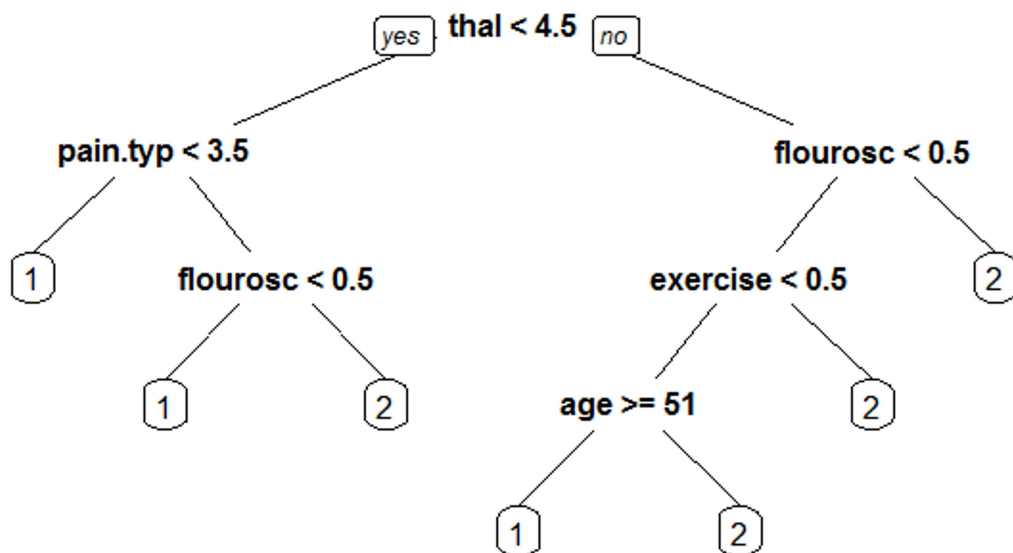 yes thal < 4.5 no
pain.typ < 3.5 flourosc < 0.5
1 flourosc < 0.5 exercise < 0.5 2
1 2 age >= 51 2
1 2